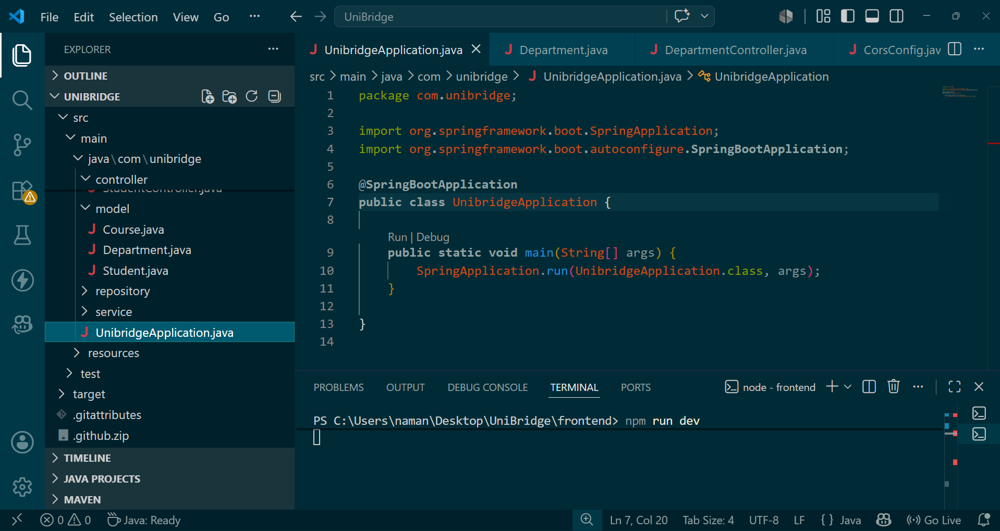 File Edit Selection View Go ··· UniBridge
EXPLORER ···
OUTLINE
UNIBRIDGE
src
main
java\com\unibridge
controller
StudentController.java
model
Course.java
Department.java
Student.java
repository
service
UnibridgeApplication.java
resources
test
target
.gitattributes
.github.zip
TIMELINE
JAVA PROJECTS
MAVEN
UnibridgeApplication.java Department.java DepartmentController.java CorsConfig.jav ···
src > main > java > com > unibridge > UnibridgeApplication.java > UnibridgeApplication
1 package com.unibridge;
2
3 import org.springframework.boot.SpringApplication;
4 import org.springframework.boot.autoconfigure.SpringBootApplication;
5
6 @SpringBootApplication
7 public class UnibridgeApplication {
8
Run | Debug
9 public static void main(String[] args) {
10 SpringApplication.run(UnibridgeApplication.class, args);
11 }
12
13 }
14
PROBLEMS OUTPUT DEBUG CONSOLE TERMINAL PORTS node - frontend ···
PS C:\Users\naman\Desktop\UniBridge\frontend> npm run dev
0 0 Java: Ready Ln 7, Col 20 Tab Size: 4 UTF-8 LF {} Java Go Live